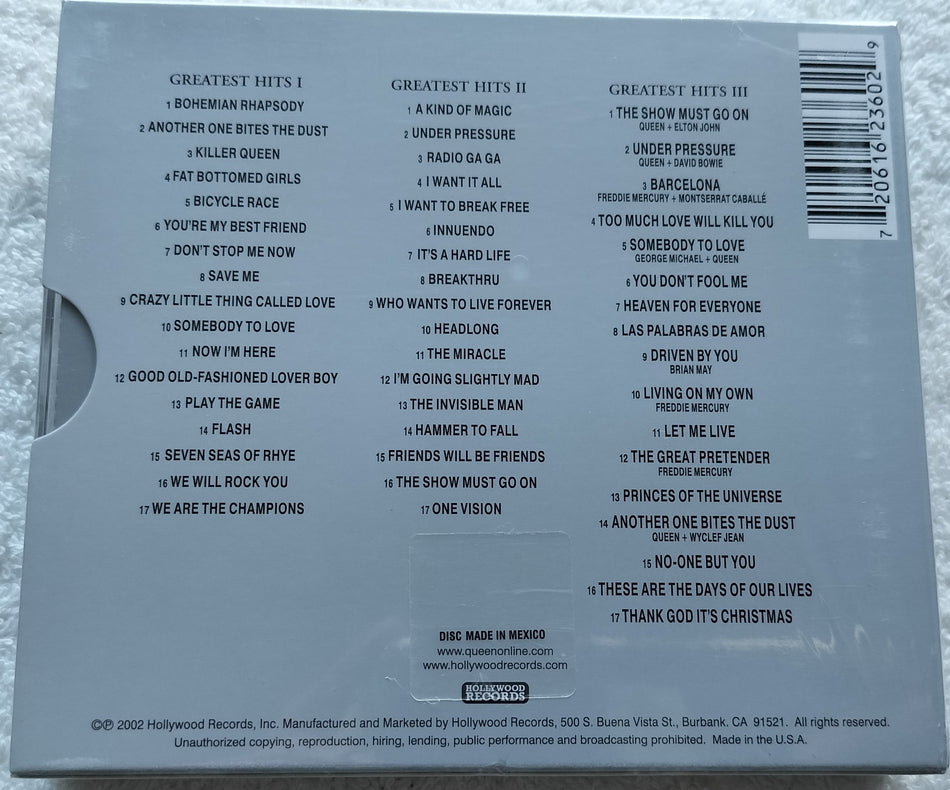 GREATEST HITS I
1 BOHEMIAN RHAPSODY
2 ANOTHER ONE BITES THE DUST
3 KILLER QUEEN
4 FAT BOTTOMED GIRLS
5 BICYCLE RACE
6 YOU'RE MY BEST FRIEND
7 DON'T STOP ME NOW
8 SAVE ME
9 CRAZY LITTLE THING CALLED LOVE
10 SOMEBODY TO LOVE
11 NOW I'M HERE
12 GOOD OLD-FASHIONED LOVER BOY
13 PLAY THE GAME
14 FLASH
15 SEVEN SEAS OF RHYE
16 WE WILL ROCK YOU
17 WE ARE THE CHAMPIONS
GREATEST HITS II
1 A KIND OF MAGIC
2 UNDER PRESSURE
3 RADIO GA GA
4 I WANT IT ALL
5 I WANT TO BREAK FREE
6 INNUENDO
7 IT'S A HARD LIFE
8 BREAKTHRU
9 WHO WANTS TO LIVE FOREVER
10 HEADLONG
11 THE MIRACLE
12 I'M GOING SLIGHTLY MAD
13 THE INVISIBLE MAN
14 HAMMER TO FALL
15 FRIENDS WILL BE FRIENDS
16 THE SHOW MUST GO ON
17 ONE VISION
GREATEST HITS III
1 THE SHOW MUST GO ON
QUEEN + ELTON JOHN
2 UNDER PRESSURE
QUEEN + DAVID BOWIE
3 BARCELONA
FREDDIE MERCURY + MONTSERRAT CABALLÉ
4 TOO MUCH LOVE WILL KILL YOU
5 SOMEBODY TO LOVE
GEORGE MICHAEL + QUEEN
6 YOU DON'T FOOL ME
7 HEAVEN FOR EVERYONE
8 LAS PALABRAS DE AMOR
9 DRIVEN BY YOU
BRIAN MAY
10 LIVING ON MY OWN
FREDDIE MERCURY
11 LET ME LIVE
12 THE GREAT PRETENDER
FREDDIE MERCURY
13 PRINCES OF THE UNIVERSE
14 ANOTHER ONE BITES THE DUST
QUEEN + WYCLEF JEAN
15 NO-ONE BUT YOU
16 THESE ARE THE DAYS OF OUR LIVES
17 THANK GOD IT'S CHRISTMAS
7 20616 23602 9
DISC MADE IN MEXICO
www.queenonline.com
www.hollywoodrecords.com
HOLLYWOOD
RECORDS
©℗ 2002 Hollywood Records, Inc. Manufactured and Marketed by Hollywood Records, 500 S. Buena Vista St., Burbank. CA 91521. All rights reserved.
Unauthorized copying, reproduction, hiring, lending, public performance and broadcasting prohibited. Made in the U.S.A.